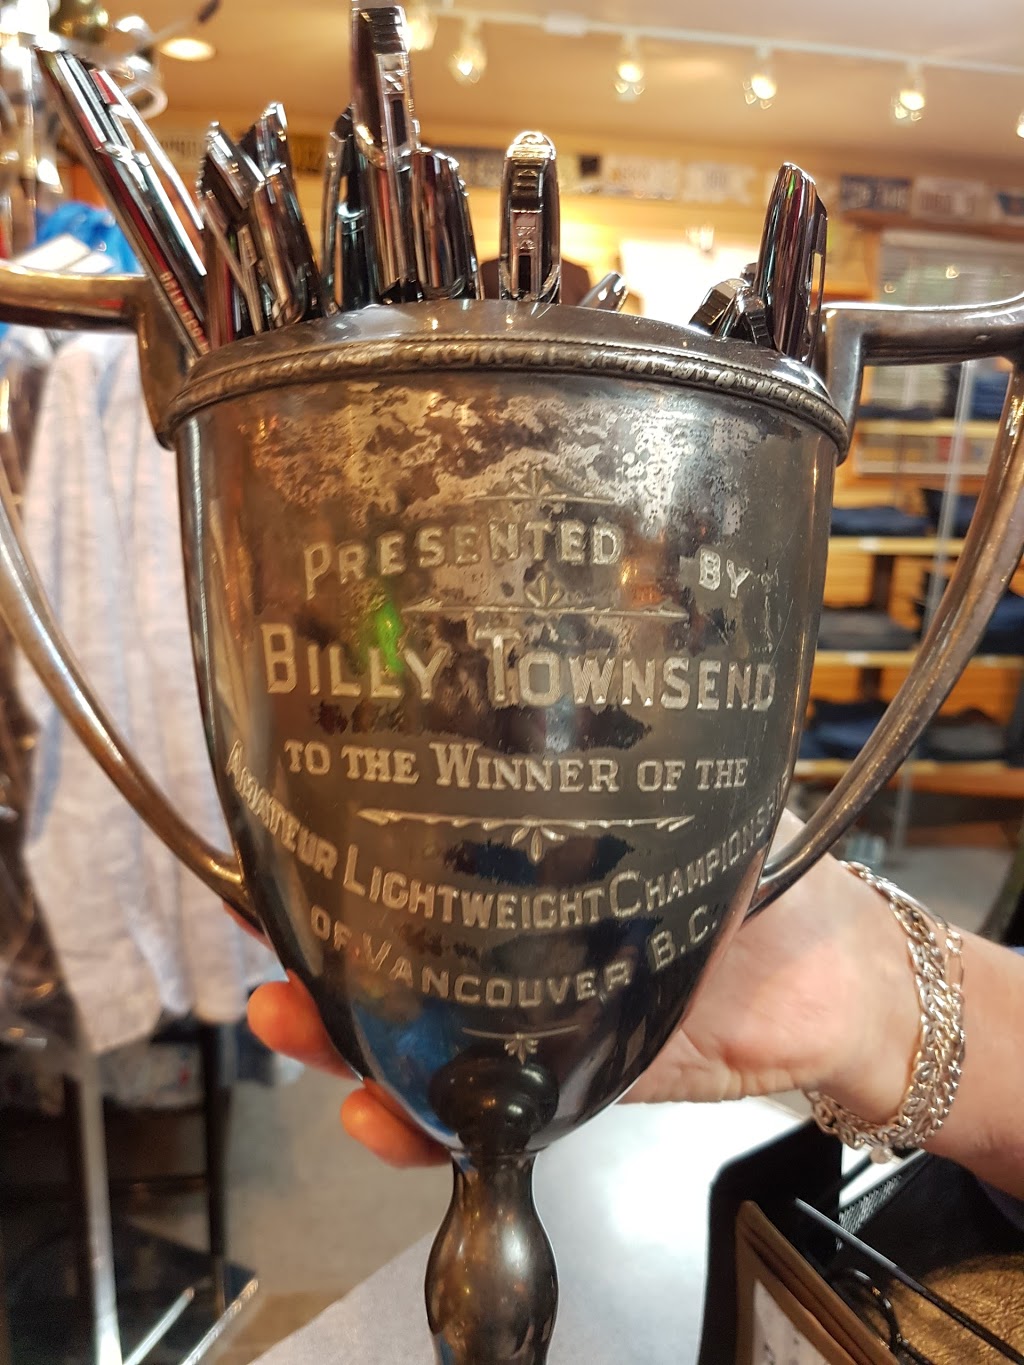 PRESENTED BY
BILLY TOWNSEND
TO THE WINNER OF THE
AMATEUR LIGHTWEIGHT CHAMPIONSHIP
OF VANCOUVER B.C.